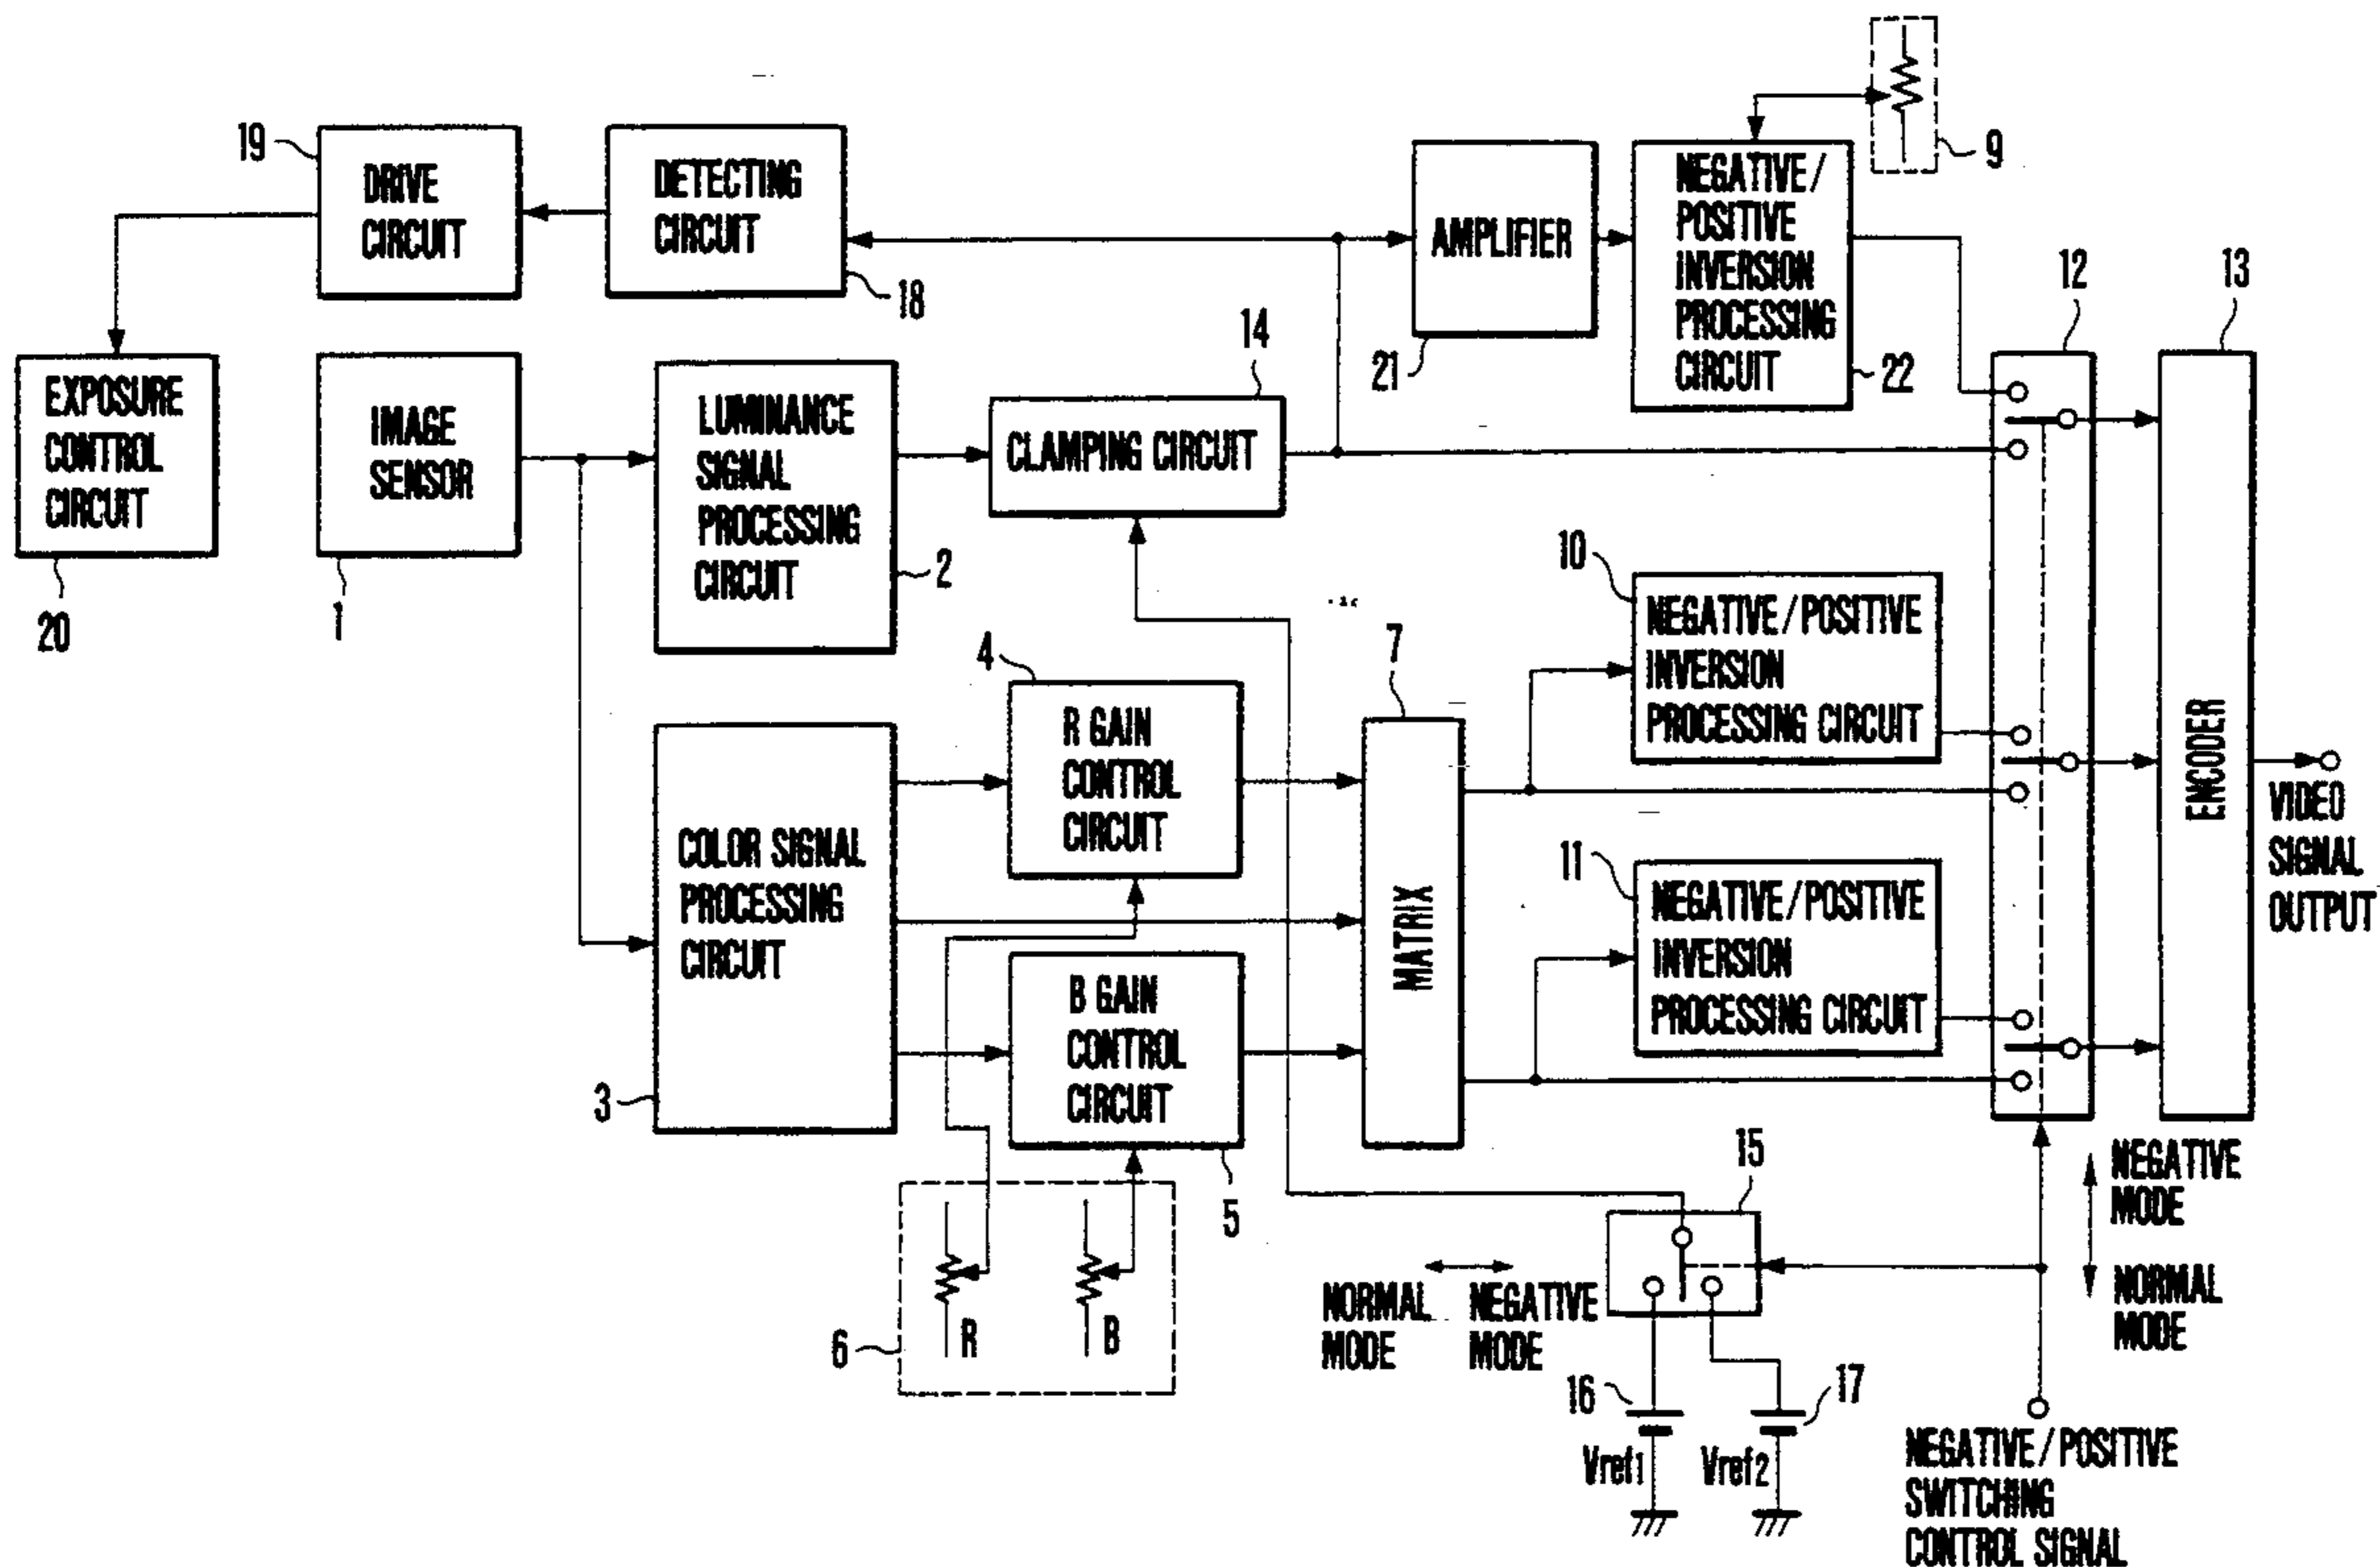 19
DRIVE
CIRCUIT
DETECTING
CIRCUIT
18
AMPLIFIER
21
NEGATIVE/
POSITIVE
INVERSION
PROCESSING
CIRCUIT
22
9
12
13
EXPOSURE
CONTROL
CIRCUIT
20
IMAGE
SENSOR
1
LUMINANCE
SIGNAL
PROCESSING
CIRCUIT
2
14
CLAMPING CIRCUIT
10
NEGATIVE/POSITIVE
INVERSION
PROCESSING CIRCUIT
4
R GAIN
CONTROL
CIRCUIT
7
MATRIX
ENCODER
VIDEO
SIGNAL
OUTPUT
COLOR SIGNAL
PROCESSING
CIRCUIT
3
11
NEGATIVE/POSITIVE
INVERSION
PROCESSING CIRCUIT
B GAIN
CONTROL
CIRCUIT
5
6
R
B
15
NORMAL
MODE
NEGATIVE
MODE
NEGATIVE
MODE
NORMAL
MODE
16
17
Vref1
Vref2
NEGATIVE/POSITIVE
SWITCHING
CONTROL SIGNAL